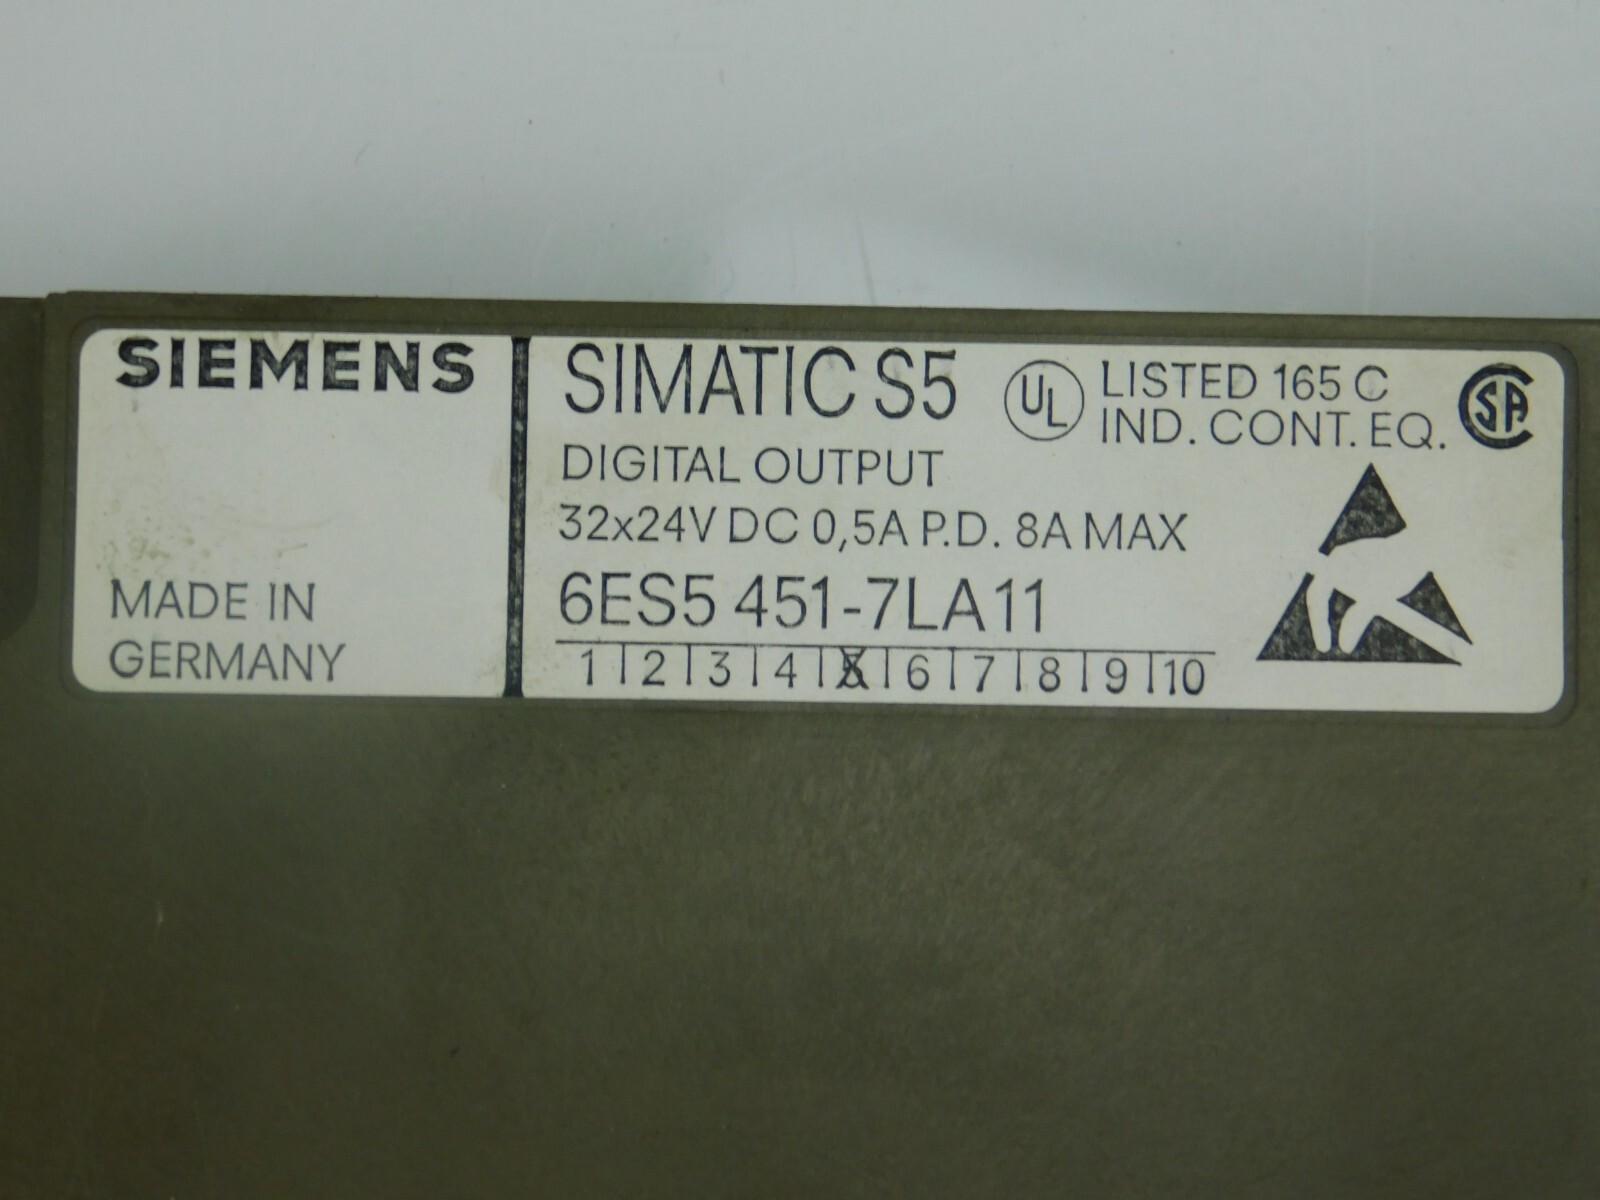 SIEMENS
MADE IN
GERMANY
SIMATIC S5
DIGITAL OUTPUT
32x24V DC 0,5A P.D. 8A MAX
6ES5 451-7LA11
1 | 2 | 3 | 4 | 5 | 6 | 7 | 8 | 9 | 10
UL LISTED 165 C
IND. CONT. EQ.
SA